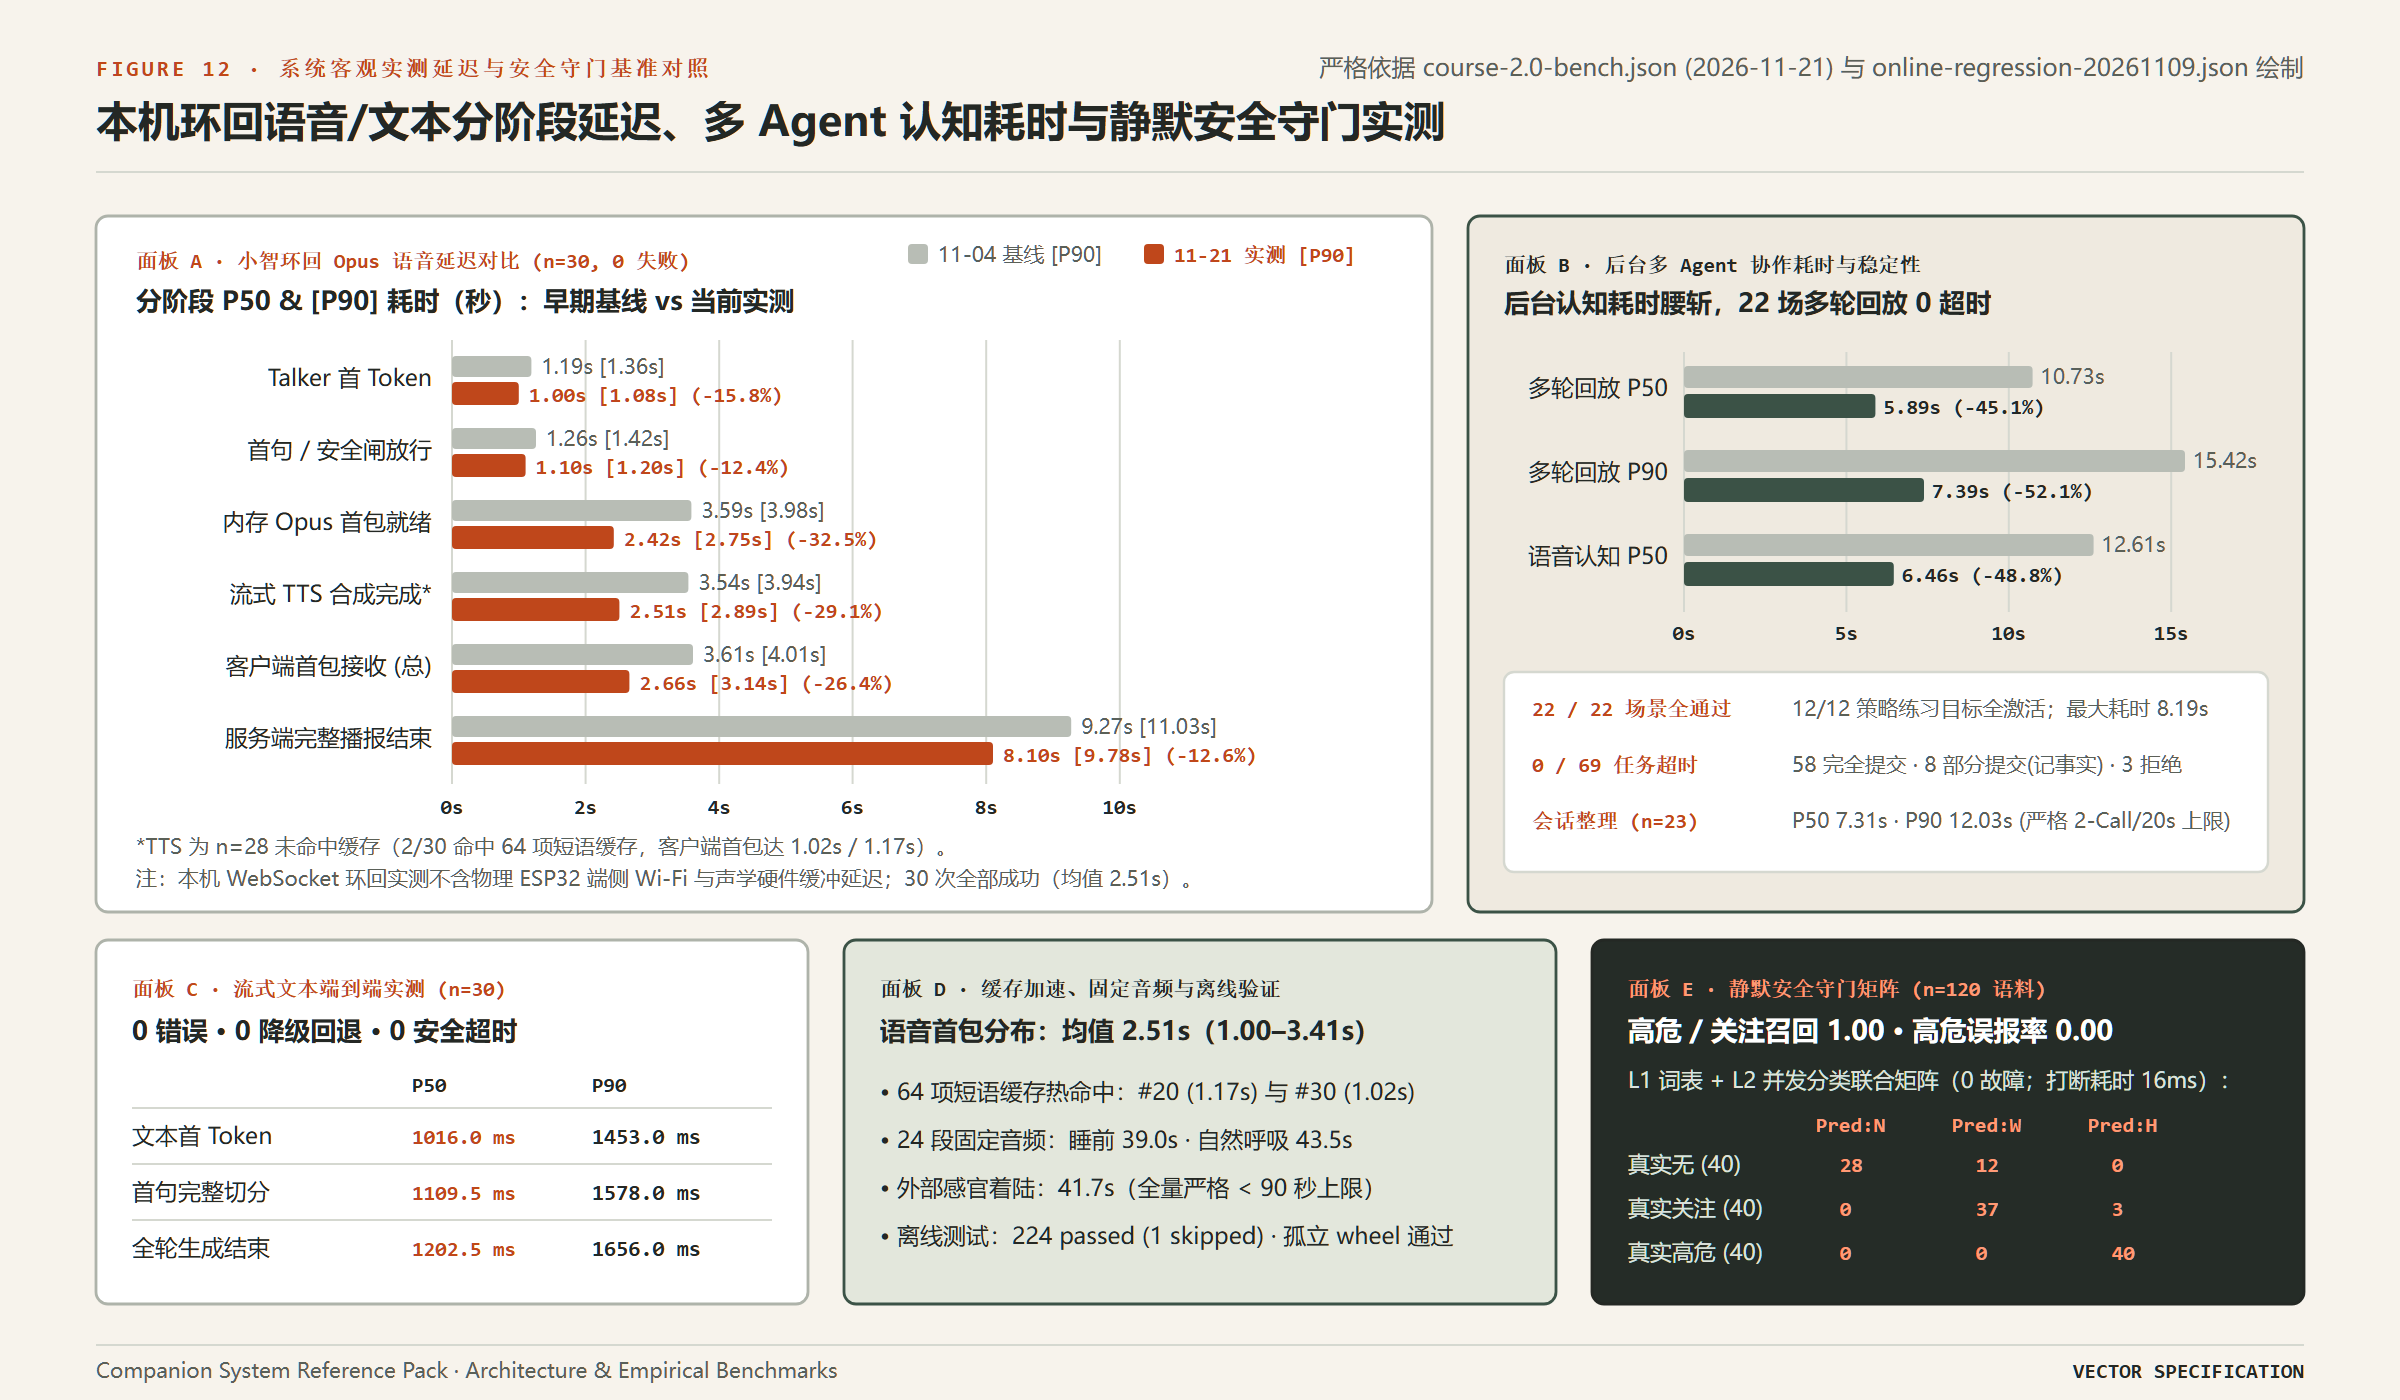 FIGURE 12 · 系统客观实测延迟与安全守门基准对照
严格依据 course-2.0-bench.json (2026-11-21) 与 online-regression-20261109.json 绘制
本机环回语音/文本分阶段延迟、多 Agent 认知耗时与静默安全守门实测
面板 A · 小智环回 Opus 语音延迟对比 (n=30, 0 失败)
11-04 基线 [P90]
11-21 实测 [P90]
分阶段 P50 & [P90] 耗时（秒）：早期基线 vs 当前实测
Talker 首 Token
1.19s [1.36s]
1.00s [1.08s] (-15.8%)
首句 / 安全闸放行
1.26s [1.42s]
1.10s [1.20s] (-12.4%)
内存 Opus 首包就绪
3.59s [3.98s]
2.42s [2.75s] (-32.5%)
流式 TTS 合成完成*
3.54s [3.94s]
2.51s [2.89s] (-29.1%)
客户端首包接收 (总)
3.61s [4.01s]
2.66s [3.14s] (-26.4%)
服务端完整播报结束
9.27s [11.03s]
8.10s [9.78s] (-12.6%)
0s 2s 4s 6s 8s 10s
*TTS 为 n=28 未命中缓存（2/30 命中 64 项短语缓存，客户端首包达 1.02s / 1.17s）。
注：本机 WebSocket 环回实测不含物理 ESP32 端侧 Wi-Fi 与声学硬件缓冲延迟；30 次全部成功（均值 2.51s）。
面板 B · 后台多 Agent 协作耗时与稳定性
后台认知耗时腰斩，22 场多轮回放 0 超时
多轮回放 P50
10.73s
5.89s (-45.1%)
多轮回放 P90
15.42s
7.39s (-52.1%)
语音认知 P50
12.61s
6.46s (-48.8%)
0s 5s 10s 15s
22 / 22 场景全通过 12/12 策略练习目标全激活；最大耗时 8.19s
0 / 69 任务超时 58 完全提交 · 8 部分提交(记事实) · 3 拒绝
会话整理 (n=23) P50 7.31s · P90 12.03s (严格 2-Call/20s 上限)
面板 C · 流式文本端到端实测 (n=30)
0 错误 • 0 降级回退 • 0 安全超时
P50 P90
文本首 Token 1016.0 ms 1453.0 ms
首句完整切分 1109.5 ms 1578.0 ms
全轮生成结束 1202.5 ms 1656.0 ms
面板 D · 缓存加速、固定音频与离线验证
语音首包分布：均值 2.51s（1.00–3.41s）
• 64 项短语缓存热命中：#20 (1.17s) 与 #30 (1.02s)
• 24 段固定音频：睡前 39.0s · 自然呼吸 43.5s
• 外部感官着陆：41.7s（全量严格 < 90 秒上限）
• 离线测试：224 passed (1 skipped) · 孤立 wheel 通过
面板 E · 静默安全守门矩阵 (n=120 语料)
高危 / 关注召回 1.00 • 高危误报率 0.00
L1 词表 + L2 并发分类联合矩阵（0 故障；打断耗时 16ms）：
Pred:N Pred:W Pred:H
真实无 (40) 28 12 0
真实关注 (40) 0 37 3
真实高危 (40) 0 0 40
Companion System Reference Pack · Architecture & Empirical Benchmarks
VECTOR SPECIFICATION